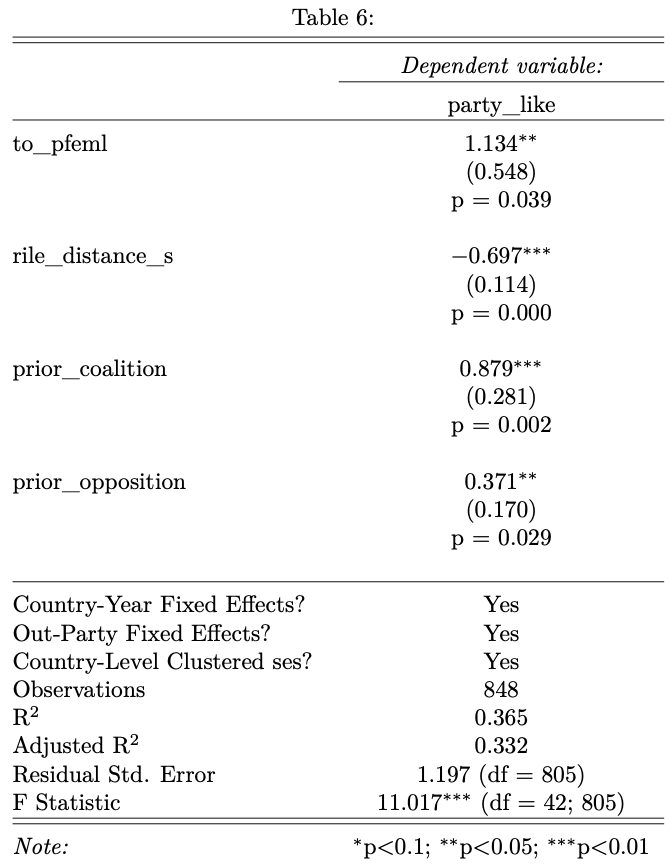 Table 6:
Dependent variable:
party_like
to_pfeml 1.134**
(0.548)
p = 0.039
rile_distance_s −0.697***
(0.114)
p = 0.000
prior_coalition 0.879***
(0.281)
p = 0.002
prior_opposition 0.371**
(0.170)
p = 0.029
Country-Year Fixed Effects? Yes
Out-Party Fixed Effects? Yes
Country-Level Clustered ses? Yes
Observations 848
R² 0.365
Adjusted R² 0.332
Residual Std. Error 1.197 (df = 805)
F Statistic 11.017*** (df = 42; 805)
Note: *p<0.1; **p<0.05; ***p<0.01